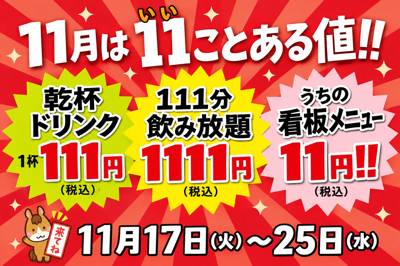 いい
11月は11ことある値!!
乾杯
ドリンク
1杯111円
(税込)
111分
飲み放題
1111円
(税込)
うちの
看板メニュー
11円!!
(税込)
来てね
11月17日(火)〜25日(水)